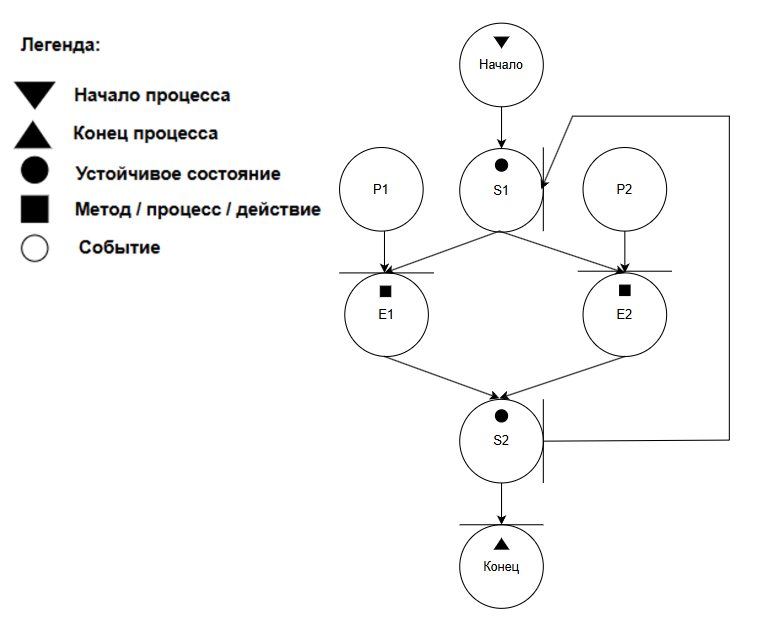 Легенда:
Начало процесса
Конец процесса
Устойчивое состояние
Метод / процесс / действие
Событие
Начало
P1
S1
P2
E1
E2
S2
Конец